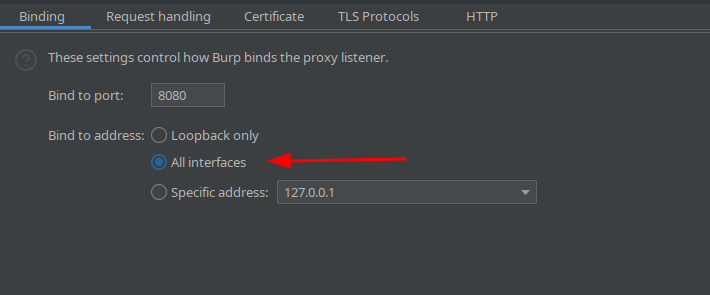 Binding Request handling Certificate TLS Protocols HTTP
? These settings control how Burp binds the proxy listener.
Bind to port: 8080
Bind to address: Loopback only
All interfaces
Specific address: 127.0.0.1